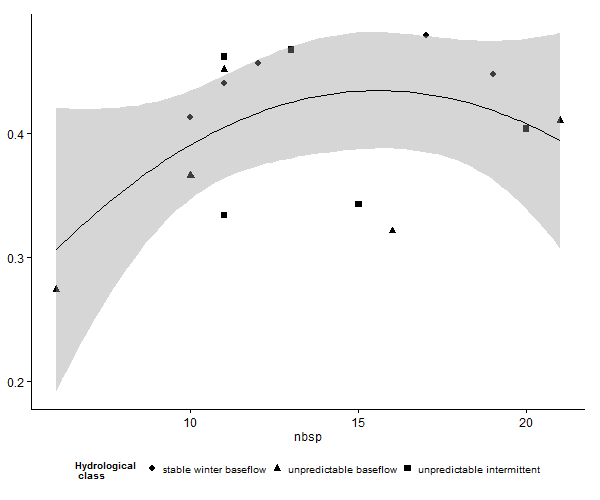 0.4
0.3
0.2
10 15 20
nbsp
Hydrological
class
stable winter baseflow unpredictable baseflow unpredictable intermittent